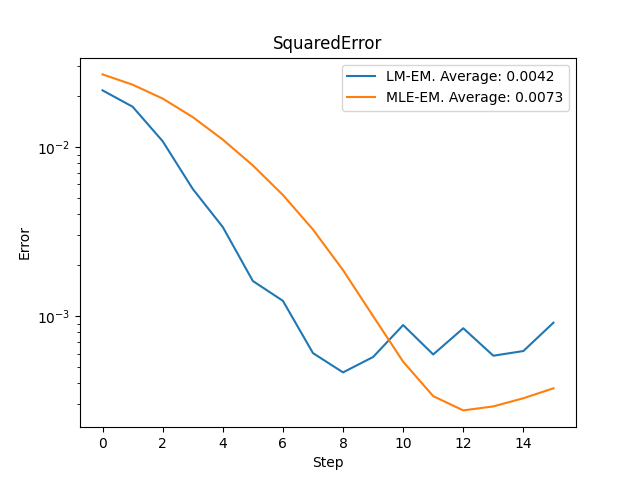 SquaredError
LM-EM. Average: 0.0042
MLE-EM. Average: 0.0073
Error
10⁻²
10⁻³
0 2 4 6 8 10 12 14
Step